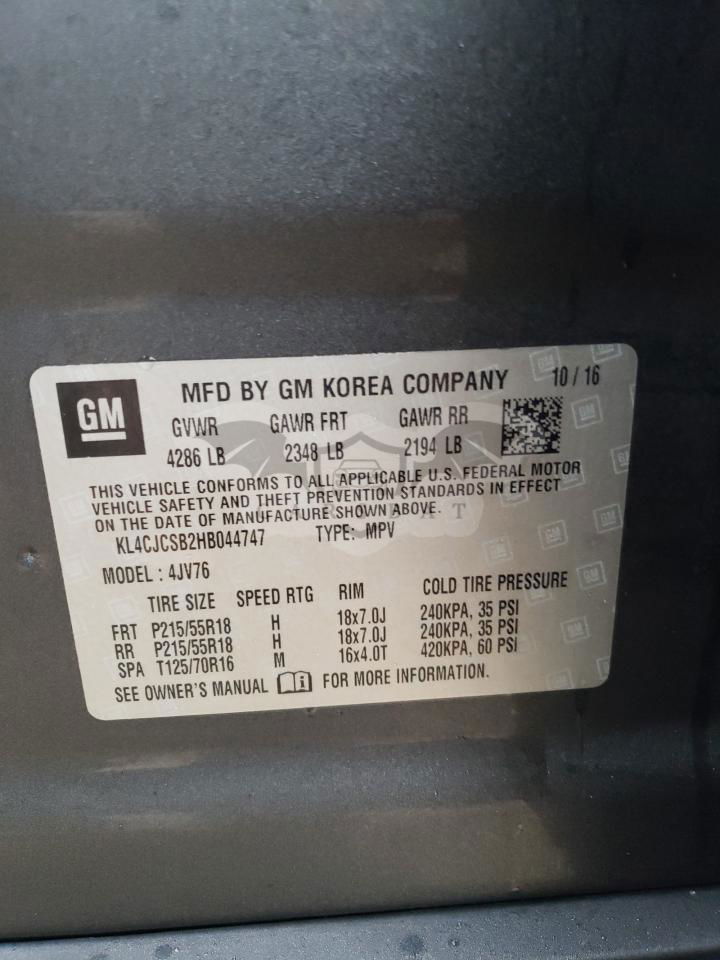 GM MFD BY GM KOREA COMPANY 10 / 16
GVWR GAWR FRT GAWR RR
4286 LB 2348 LB 2194 LB
THIS VEHICLE CONFORMS TO ALL APPLICABLE U.S. FEDERAL MOTOR
VEHICLE SAFETY AND THEFT PREVENTION STANDARDS IN EFFECT
ON THE DATE OF MANUFACTURE SHOWN ABOVE.
KL4CJCSB2HB044747 TYPE: MPV
MODEL : 4JV76
TIRE SIZE SPEED RTG RIM COLD TIRE PRESSURE
FRT P215/55R18 H 18x7.0J 240KPA, 35 PSI
RR P215/55R18 H 18x7.0J 240KPA, 35 PSI
SPA T125/70R16 M 16x4.0T 420KPA, 60 PSI
SEE OWNER'S MANUAL FOR MORE INFORMATION.